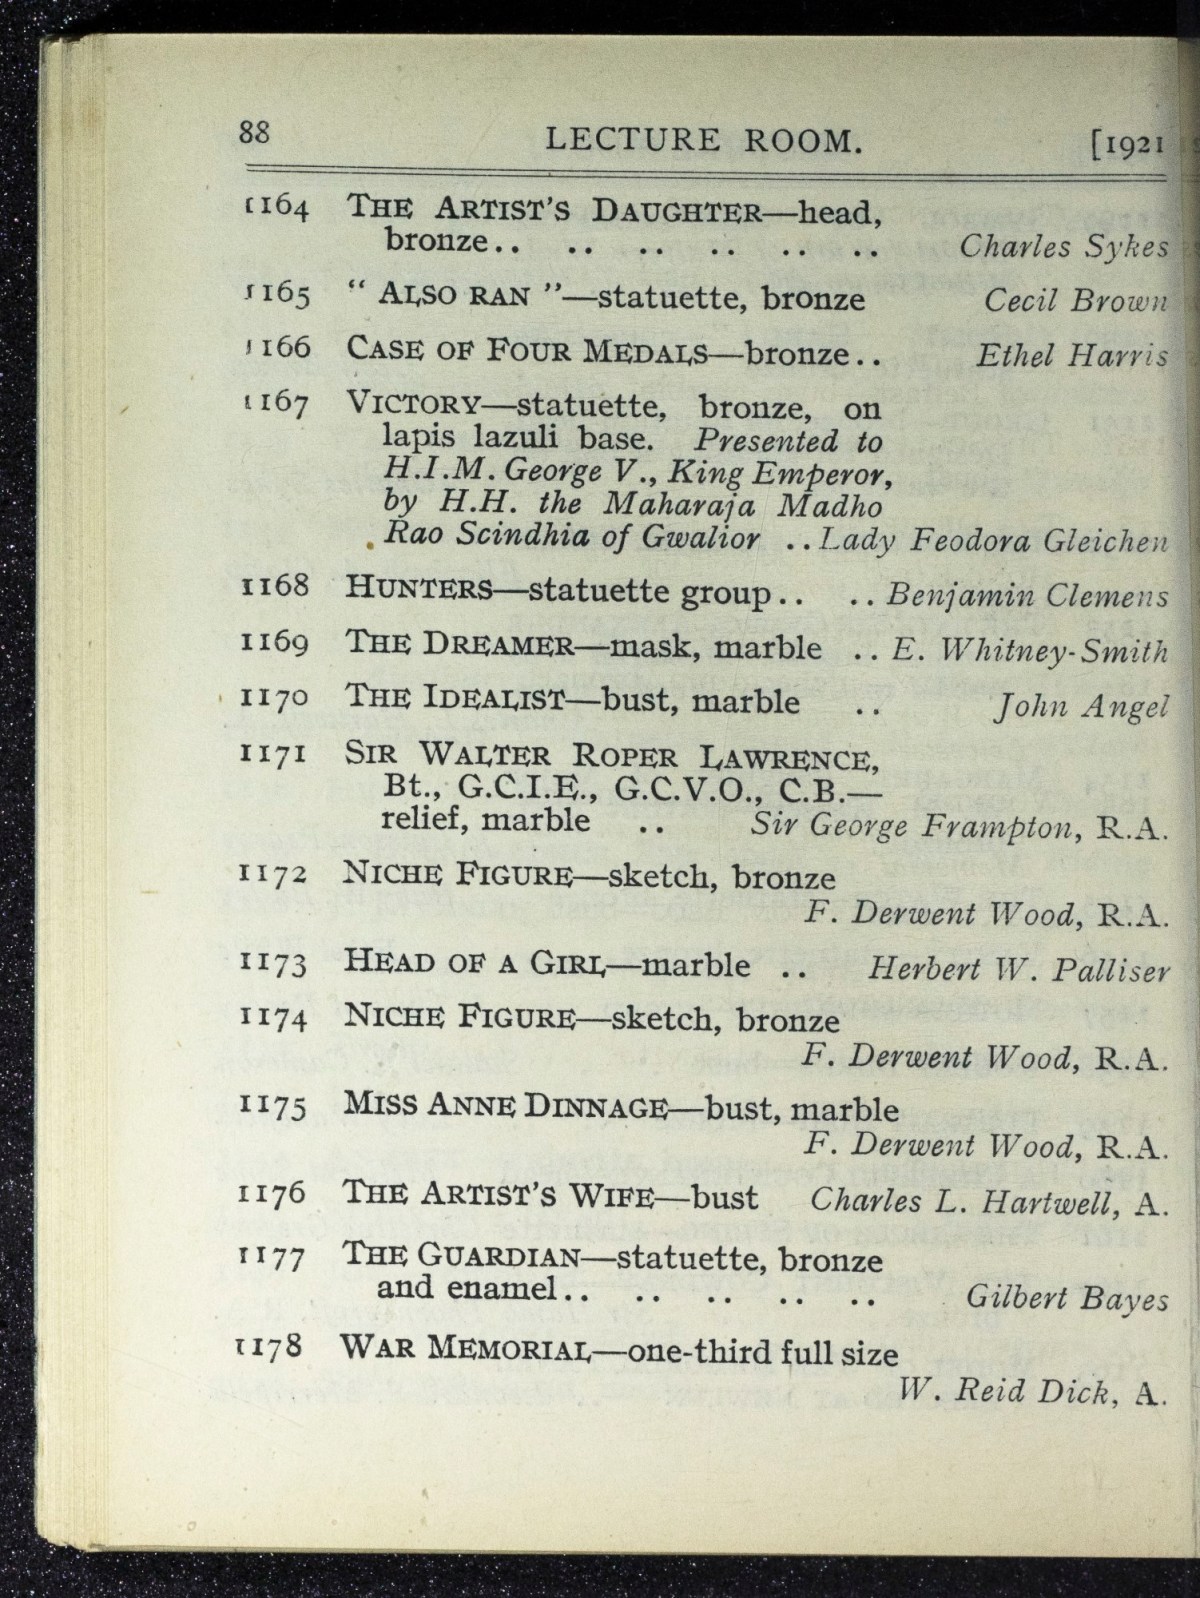 88 LECTURE ROOM. [1921
1164 THE ARTIST'S DAUGHTER—head,
bronze.. .. .. .. .. .. Charles Sykes
1165 " ALSO RAN "—statuette, bronze Cecil Brown
1166 CASE OF FOUR MEDALS—bronze.. Ethel Harris
1167 VICTORY—statuette, bronze, on
lapis lazuli base. Presented to
H.I.M. George V., King Emperor,
by H.H. the Maharaja Madho
Rao Scindhia of Gwalior .. Lady Feodora Gleichen
1168 HUNTERS—statuette group.. .. Benjamin Clemens
1169 THE DREAMER—mask, marble .. E. Whitney-Smith
1170 THE IDEALIST—bust, marble .. John Angel
1171 SIR WALTER ROPER LAWRENCE,
Bt., G.C.I.E., G.C.V.O., C.B.—
relief, marble .. Sir George Frampton, R.A.
1172 NICHE FIGURE—sketch, bronze
F. Derwent Wood, R.A.
1173 HEAD OF A GIRL—marble .. Herbert W. Palliser
1174 NICHE FIGURE—sketch, bronze
F. Derwent Wood, R.A.
1175 MISS ANNE DINNAGE—bust, marble
F. Derwent Wood, R.A.
1176 THE ARTIST'S WIFE—bust Charles L. Hartwell, A.
1177 THE GUARDIAN—statuette, bronze
and enamel.. .. .. .. .. Gilbert Bayes
1178 WAR MEMORIAL—one-third full size
W. Reid Dick, A.